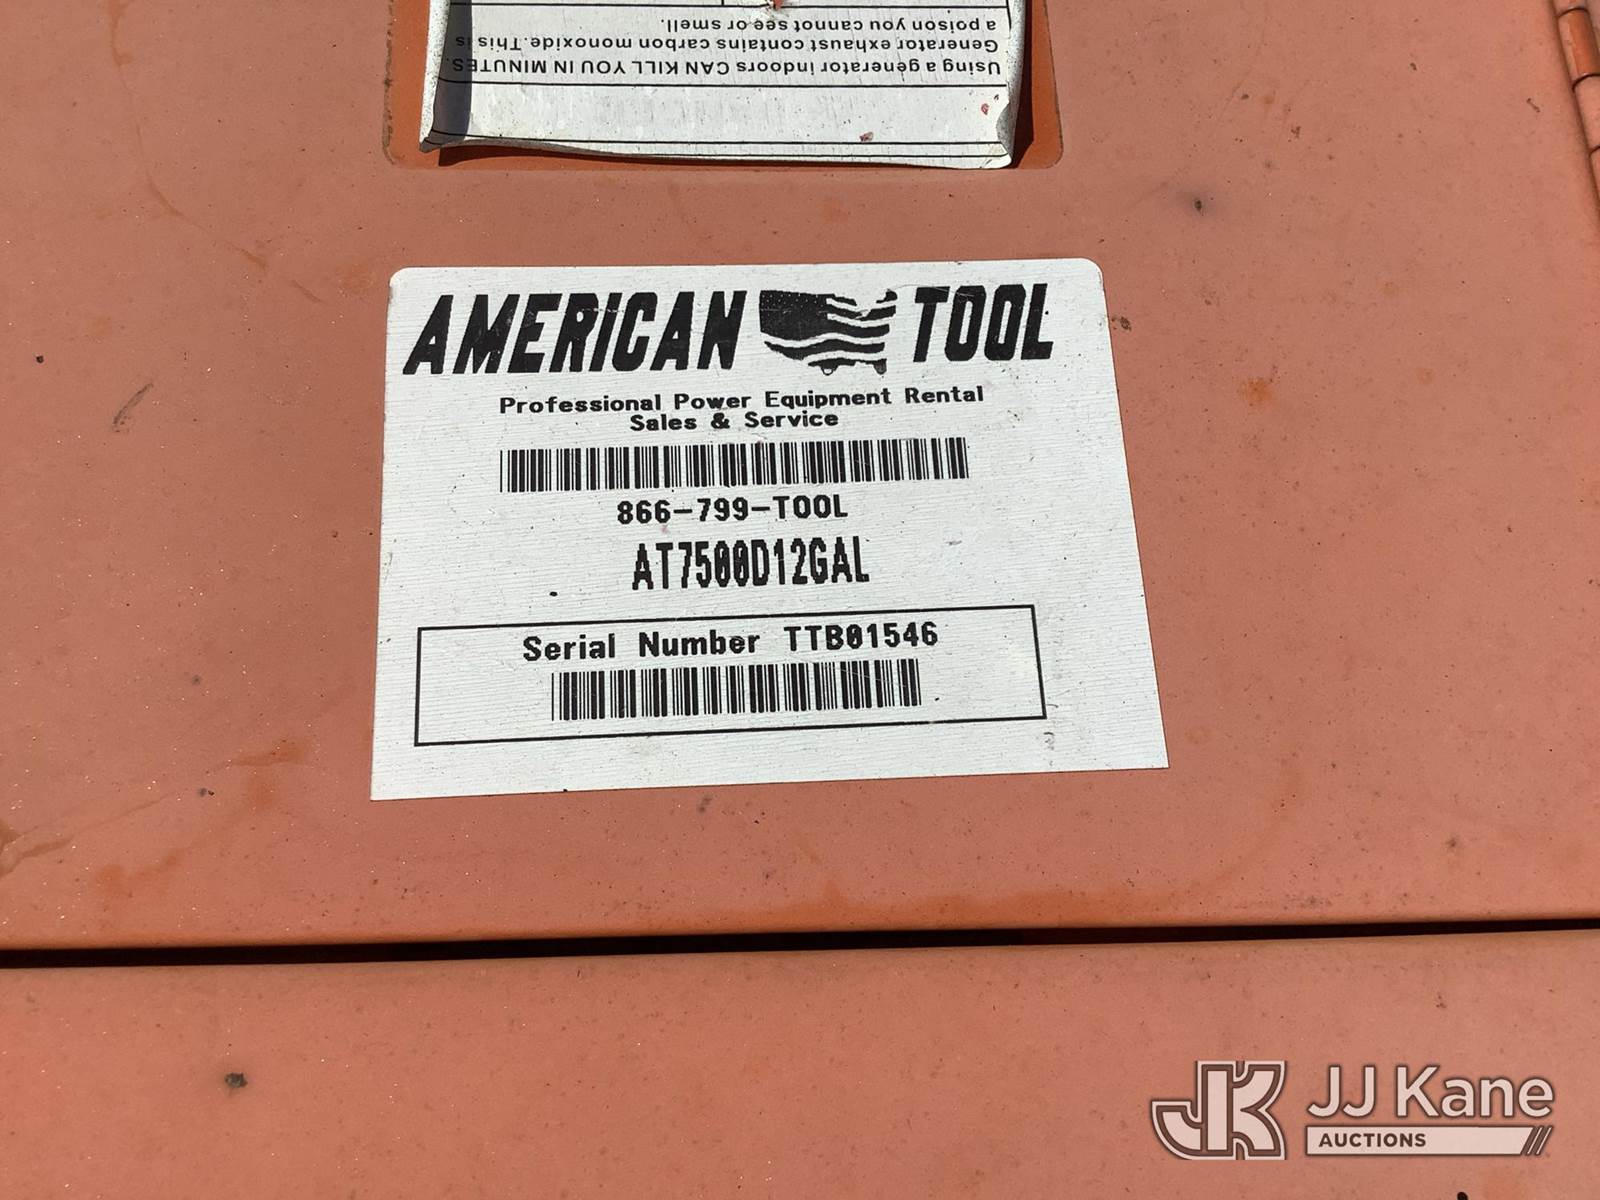 Using a generator indoors CAN KILL YOU IN MINUTES.
Generator exhaust contains carbon monoxide. This is
a poison you cannot see or smell.
AMERICAN TOOL
Professional Power Equipment Rental
Sales & Service
866-799-TOOL
AT7500D12GAL
Serial Number TTB01546
JK JJ Kane
AUCTIONS